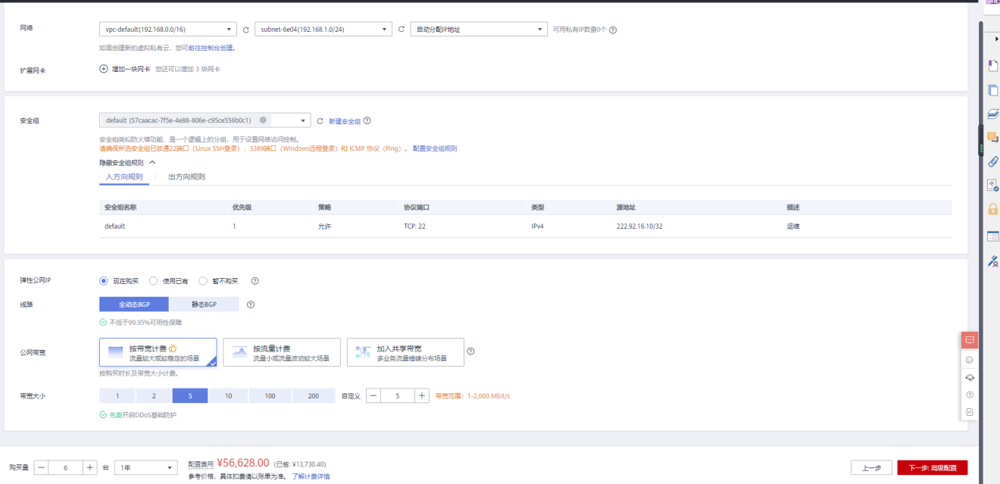 网络 vpc-default(192.168.0.0/16) subnet-6e04(192.168.1.0/24) 自动分配IP地址 可用私有IP数量0个
如需创建新的虚拟私有云，您可前往控制台创建。
扩展网卡 增加一块网卡 您还可以增加 3 块网卡
安全组 default (57caacac-7f5e-4e88-806e-c95ce556b0c1) 新建安全组
安全组类似防火墙功能，是一个逻辑上的分组，用于设置网络访问控制。
请确保所选安全组已放通22端口（Linux SSH登录），3389端口（Windows远程登录）和 ICMP 协议（Ping）。 配置安全组规则
隐藏安全组规则
入方向规则 出方向规则
安全组名称 优先级 策略 协议端口 类型 源地址 描述
default 1 允许 TCP: 22 IPv4 222.92.16.10/32 运维
弹性公网IP 现在购买 使用已有 暂不购买
线路 全动态BGP 静态BGP
不低于99.95%可用性保障
公网带宽 按带宽计费 按流量计费 加入共享带宽
流量较大或较稳定的场景 流量小或流量波动较大场景 多业务流量错峰分布场景
按购买时长及带宽大小计费。
带宽大小 1 2 5 10 100 200 自定义 5 带宽范围：1-2,000 Mbit/s
免费开启DDoS基础防护
购买量 6 台 1年 配置费用 ¥56,628.00 (已省: ¥13,730.40) 上一步 下一步: 高级配置
参考价格，具体扣费请以账单为准。 了解计费详情